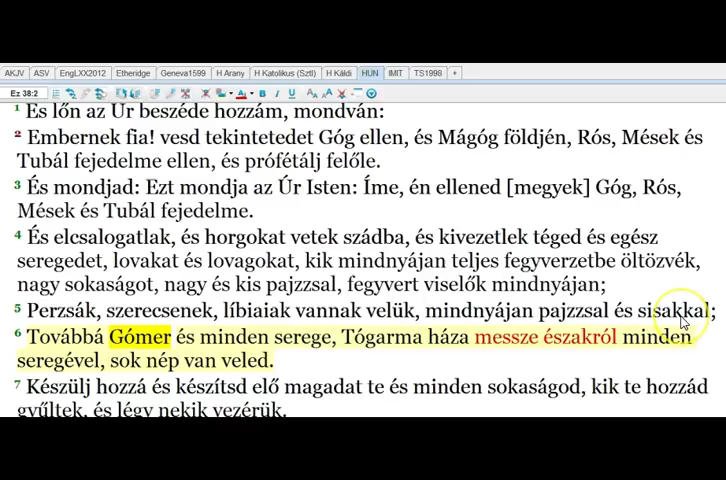 AKJV ASV EngLXX2012 Etheridge Geneva1599 H Arany H Katolikus (SztI) H Káldi HUN IMIT TS1998 +
Ez 38:2
1 És lőn az Úr beszéde hozzám, mondván:
2 Embernek fia! vesd tekintetedet Góg ellen, és Mágóg földjén, Rós, Mések és
Tubál fejedelme ellen, és prófétálj felőle.
3 És mondjad: Ezt mondja az Úr Isten: Íme, én ellened [megyek] Góg, Rós,
Mések és Tubál fejedelme.
4 És elcsalogatlak, és horgokat vetek szádba, és kivezetlek téged és egész
seregedet, lovakat és lovagokat, kik mindnyájan teljes fegyverzetbe öltözvék,
nagy sokaságot, nagy és kis pajzzsal, fegyvert viselők mindnyájan;
5 Perzsák, szerecsenek, líbiaiak vannak velük, mindnyájan pajzzsal és sisakkal;
6 Továbbá Gómer és minden serege, Tógarma háza messze északról minden
seregével, sok nép van veled.
7 Készülj hozzá és készítsd elő magadat te és minden sokaságod, kik te hozzád
gyűltek, és légy nekik vezérük.